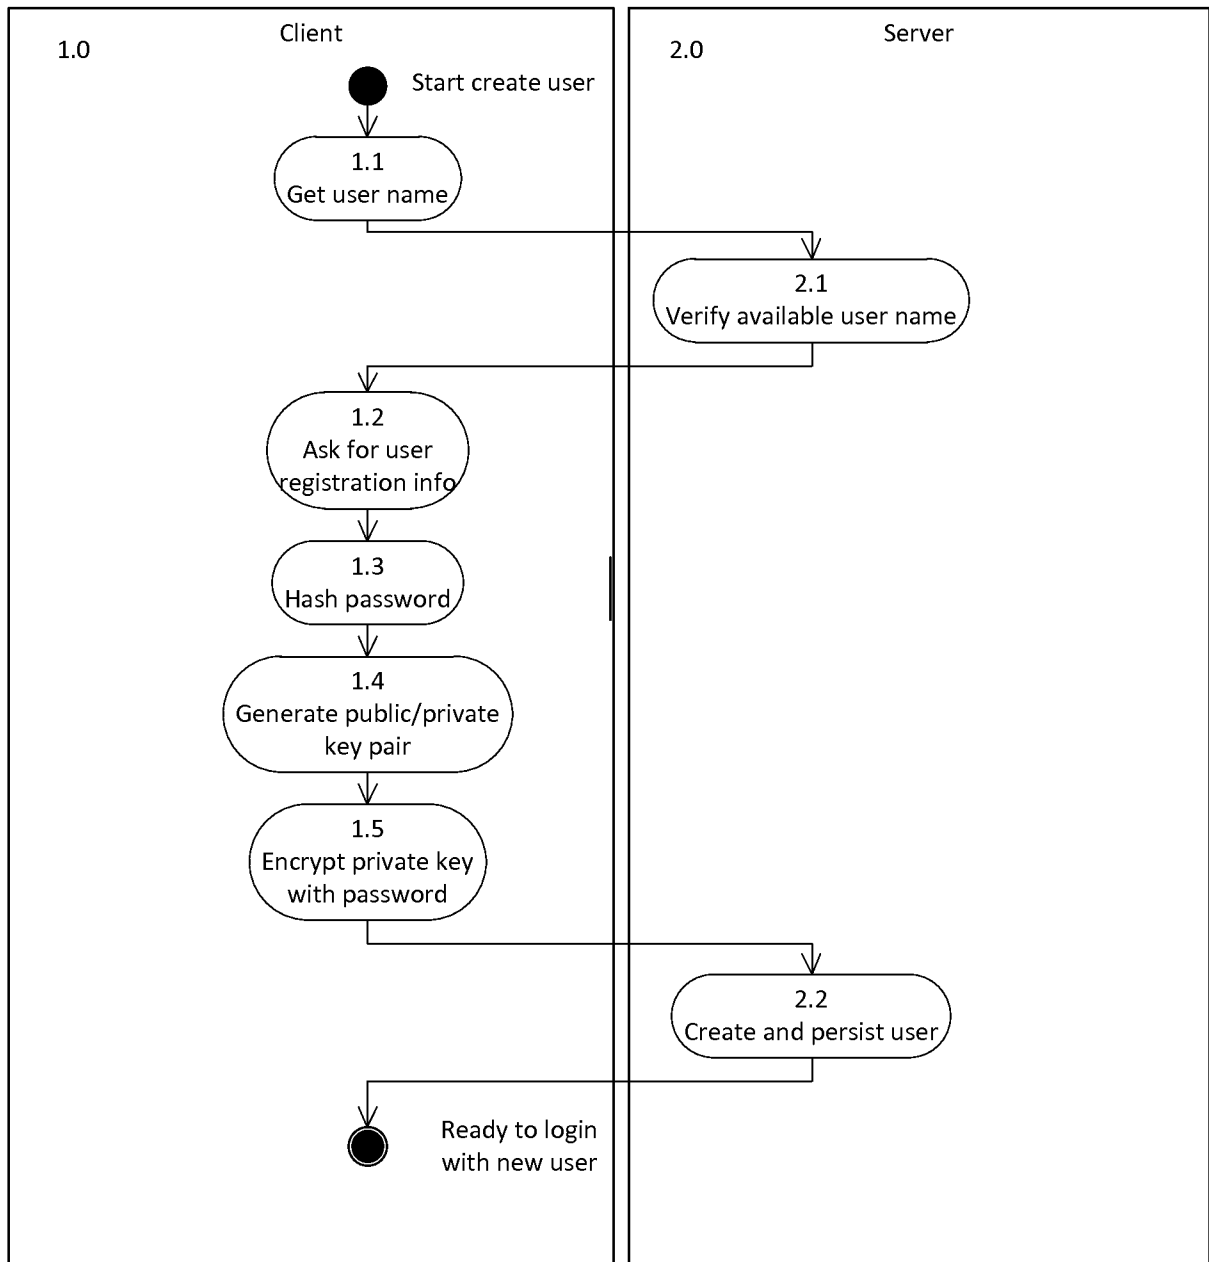 Client
1.0
Start create user
1.1
Get user name
Server
2.0
2.1
Verify available user name
1.2
Ask for user
registration info
1.3
Hash password
1.4
Generate public/private
key pair
1.5
Encrypt private key
with password
2.2
Create and persist user
Ready to login
with new user